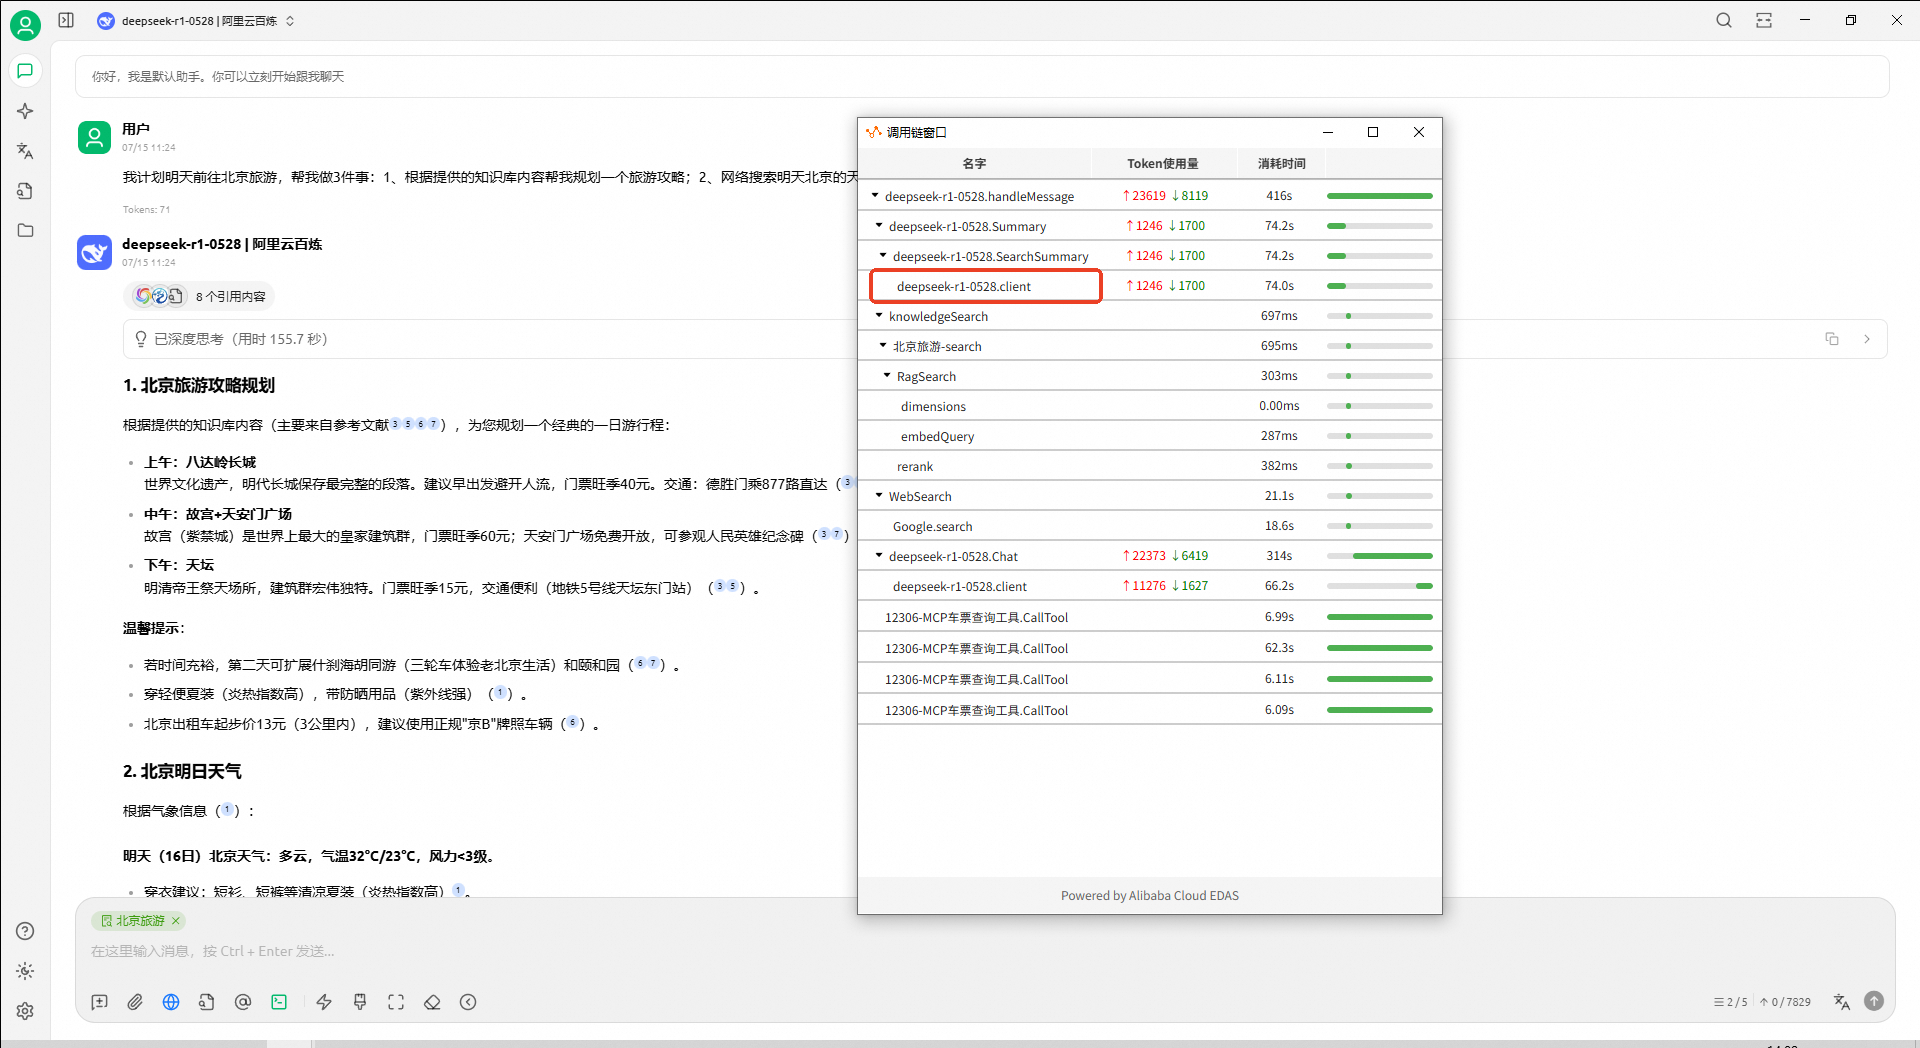 deepseek-r1-0528 | 阿里云百炼
你好，我是默认助手。你可以立刻开始跟我聊天
用户
07/15 11:24
我计划明天前往北京旅游，帮我做3件事：1、根据提供的知识库内容帮我规划一个旅游攻略；2、网络搜索明天北京的天
Tokens: 71
deepseek-r1-0528 | 阿里云百炼
07/15 11:24
8 个引用内容
已深度思考（用时 155.7 秒）
1. 北京旅游攻略规划
根据提供的知识库内容（主要来自参考文献 3 5 6 7），为您规划一个经典的一日游行程：
• 上午：八达岭长城
世界文化遗产，明代长城保存最完整的段落。建议早出发避开人流，门票旺季40元。交通：德胜门乘877路直达（3
• 中午：故宫+天安门广场
故宫（紫禁城）是世界上最大的皇家建筑群，门票旺季60元；天安门广场免费开放，可参观人民英雄纪念碑（3 7）
• 下午：天坛
明清帝王祭天场所，建筑群宏伟独特。门票旺季15元，交通便利（地铁5号线天坛东门站）（3 5）。
温馨提示：
• 若时间充裕，第二天可扩展什刹海胡同游（三轮车体验老北京生活）和颐和园（6 7）。
• 穿轻便夏装（炎热指数高），带防晒用品（紫外线强）（1）。
• 北京出租车起步价13元（3公里内），建议使用正规"京B"牌照车辆（6）。
2. 北京明日天气
根据气象信息（1）：
明天（16日）北京天气：多云，气温32°C/23°C，风力<3级。
• 穿衣建议：短衫、短裤等清凉夏装（炎热指数高）1。
北京旅游 ×
在这里输入消息，按 Ctrl + Enter 发送...
2 / 5 ↑ 0 / 7829
调用链窗口
名字 Token使用量 消耗时间
deepseek-r1-0528.handleMessage ↑23619 ↓8119 416s
deepseek-r1-0528.Summary ↑1246 ↓1700 74.2s
deepseek-r1-0528.SearchSummary ↑1246 ↓1700 74.2s
deepseek-r1-0528.client ↑1246 ↓1700 74.0s
knowledgeSearch 697ms
北京旅游-search 695ms
RagSearch 303ms
dimensions 0.00ms
embedQuery 287ms
rerank 382ms
WebSearch 21.1s
Google.search 18.6s
deepseek-r1-0528.Chat ↑22373 ↓6419 314s
deepseek-r1-0528.client ↑11276 ↓1627 66.2s
12306-MCP车票查询工具.CallTool 6.99s
12306-MCP车票查询工具.CallTool 62.3s
12306-MCP车票查询工具.CallTool 6.11s
12306-MCP车票查询工具.CallTool 6.09s
Powered by Alibaba Cloud EDAS